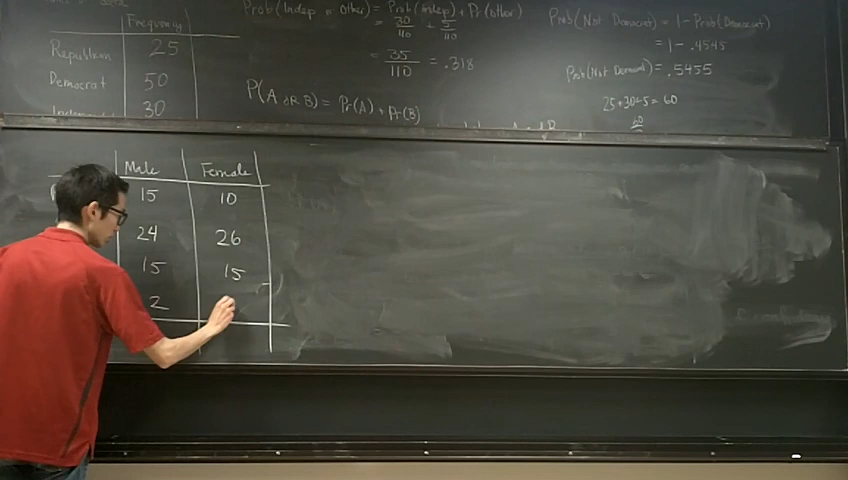 Frequency
Republican 25
Democrat 50
30
Prob(Indep or Other) = Prob(Indep) + Pr(other)
= 30/110 + 5/110
= 35/110 = .318
P(A OR B) = Pr(A) + Pr(B)
Prob(Not Democrat) = 1 - Prob(Democrat)
= 1 - .4545
Prob(Not Democrat) = .5455
25+30+5 = 60
60
Male Female
15 10
24 26
15 15
2